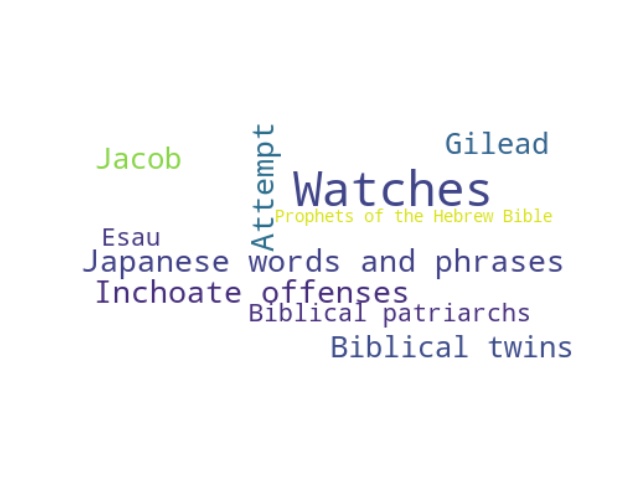 Jacob
Attempt
Gilead
Watches
Prophets of the Hebrew Bible
Esau
Japanese words and phrases
Inchoate offenses
Biblical patriarchs
Biblical twins